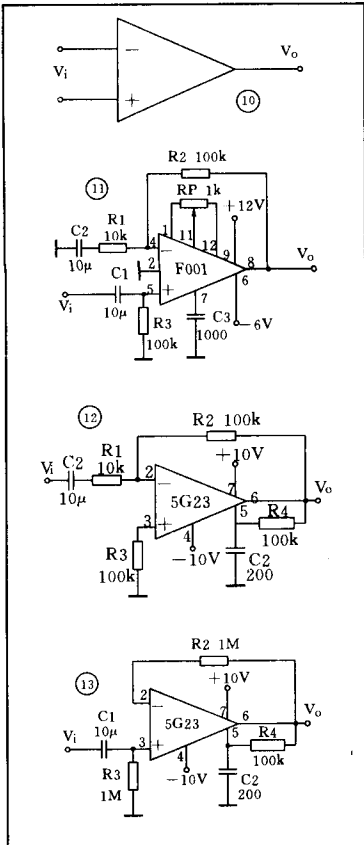 Vi
−
+
Vo
⑩
⑪
R2 100k
RP 1k
R1
10k
C2
10μ
1
11
12
+12V
4
−
9
8
Vo
2
F001
C1
10μ
5
+
6
7
Vi
R3
100k
C3
1000
−6V
⑫
R2 100k
+10V
Vi
C2
10μ
R1
10k
2
−
7
6
Vo
5G23
5
R4
100k
3
+
4
R3
100k
−10V
C2
200
⑬
R2 1M
+10V
2
−
7
6
Vo
5G23
5
R4
100k
C1
10μ
Vi
3
+
4
R3
1M
−10V
C2
200